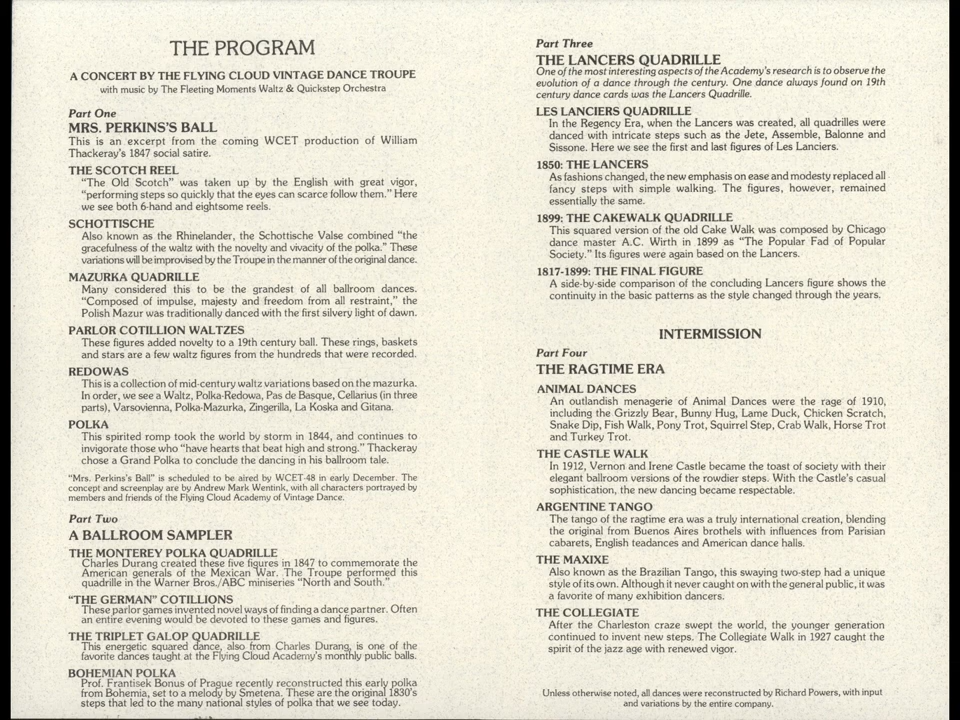 THE PROGRAM
A CONCERT BY THE FLYING CLOUD VINTAGE DANCE TROUPE
with music by The Fleeting Moments Waltz & Quickstep Orchestra
Part One
MRS. PERKINS'S BALL
This is an excerpt from the coming WCET production of William
Thackeray's 1847 social satire.
THE SCOTCH REEL
"The Old Scotch" was taken up by the English with great vigor,
"performing steps so quickly that the eyes can scarce follow them." Here
we see both 6-hand and eightsome reels.
SCHOTTISCHE
Also known as the Rhinelander, the Schottische Valse combined "the
gracefulness of the waltz with the novelty and vivacity of the polka." These
variations will be improvised by the Troupe in the manner of the original dance.
MAZURKA QUADRILLE
Many considered this to be the grandest of all ballroom dances.
"Composed of impulse, majesty and freedom from all restraint," the
Polish Mazur was traditionally danced with the first silvery light of dawn.
PARLOR COTILLION WALTZES
These figures added novelty to a 19th century ball. These rings, baskets
and stars are a few waltz figures from the hundreds that were recorded.
REDOWAS
This is a collection of mid-century waltz variations based on the mazurka.
In order, we see a Waltz, Polka-Redowa, Pas de Basque, Cellarius (in three
parts), Varsovienna, Polka-Mazurka, Zingerilla, La Koska and Gitana.
POLKA
This spirited romp took the world by storm in 1844, and continues to
invigorate those who "have hearts that beat high and strong." Thackeray
chose a Grand Polka to conclude the dancing in his ballroom tale.
"Mrs. Perkins's Ball" is scheduled to be aired by WCET-48 in early December. The
concept and screenplay are by Andrew Mark Wentink, with all characters portrayed by
members and friends of the Flying Cloud Academy of Vintage Dance.
Part Two
A BALLROOM SAMPLER
THE MONTEREY POLKA QUADRILLE
Charles Durang created these five figures in 1847 to commemorate the
American generals of the Mexican War. The Troupe performed this
quadrille in the Warner Bros./ABC miniseries "North and South."
"THE GERMAN" COTILLIONS
These parlor games invented novel ways of finding a dance partner. Often
an entire evening would be devoted to these games and figures.
THE TRIPLET GALOP QUADRILLE
This energetic squared dance, also from Charles Durang, is one of the
favorite dances taught at the Flying Cloud Academy's monthly public balls.
BOHEMIAN POLKA
Prof. Frantisek Bonus of Prague recently reconstructed this early polka
from Bohemia, set to a melody by Smetena. These are the original 1830's
steps that led to the many national styles of polka that we see today.
Part Three
THE LANCERS QUADRILLE
One of the most interesting aspects of the Academy's research is to observe the
evolution of a dance through the century. One dance always found on 19th
century dance cards was the Lancers Quadrille.
LES LANCIERS QUADRILLE
In the Regency Era, when the Lancers was created, all quadrilles were
danced with intricate steps such as the Jete, Assemble, Balonne and
Sissone. Here we see the first and last figures of Les Lanciers.
1850: THE LANCERS
As fashions changed, the new emphasis on ease and modesty replaced all
fancy steps with simple walking. The figures, however, remained
essentially the same.
1899: THE CAKEWALK QUADRILLE
This squared version of the old Cake Walk was composed by Chicago
dance master A.C. Wirth in 1899 as "The Popular Fad of Popular
Society." Its figures were again based on the Lancers.
1817-1899: THE FINAL FIGURE
A side-by-side comparison of the concluding Lancers figure shows the
continuity in the basic patterns as the style changed through the years.
INTERMISSION
Part Four
THE RAGTIME ERA
ANIMAL DANCES
An outlandish menagerie of Animal Dances were the rage of 1910,
including the Grizzly Bear, Bunny Hug, Lame Duck, Chicken Scratch,
Snake Dip, Fish Walk, Pony Trot, Squirrel Step, Crab Walk, Horse Trot
and Turkey Trot.
THE CASTLE WALK
In 1912, Vernon and Irene Castle became the toast of society with their
elegant ballroom versions of the rowdier steps. With the Castle's casual
sophistication, the new dancing became respectable.
ARGENTINE TANGO
The tango of the ragtime era was a truly international creation, blending
the original from Buenos Aires brothels with influences from Parisian
cabarets, English teadances and American dance halls.
THE MAXIXE
Also known as the Brazilian Tango, this swaying two-step had a unique
style of its own. Although it never caught on with the general public, it was
a favorite of many exhibition dancers.
THE COLLEGIATE
After the Charleston craze swept the world, the younger generation
continued to invent new steps. The Collegiate Walk in 1927 caught the
spirit of the jazz age with renewed vigor.
Unless otherwise noted, all dances were reconstructed by Richard Powers, with input
and variations by the entire company.